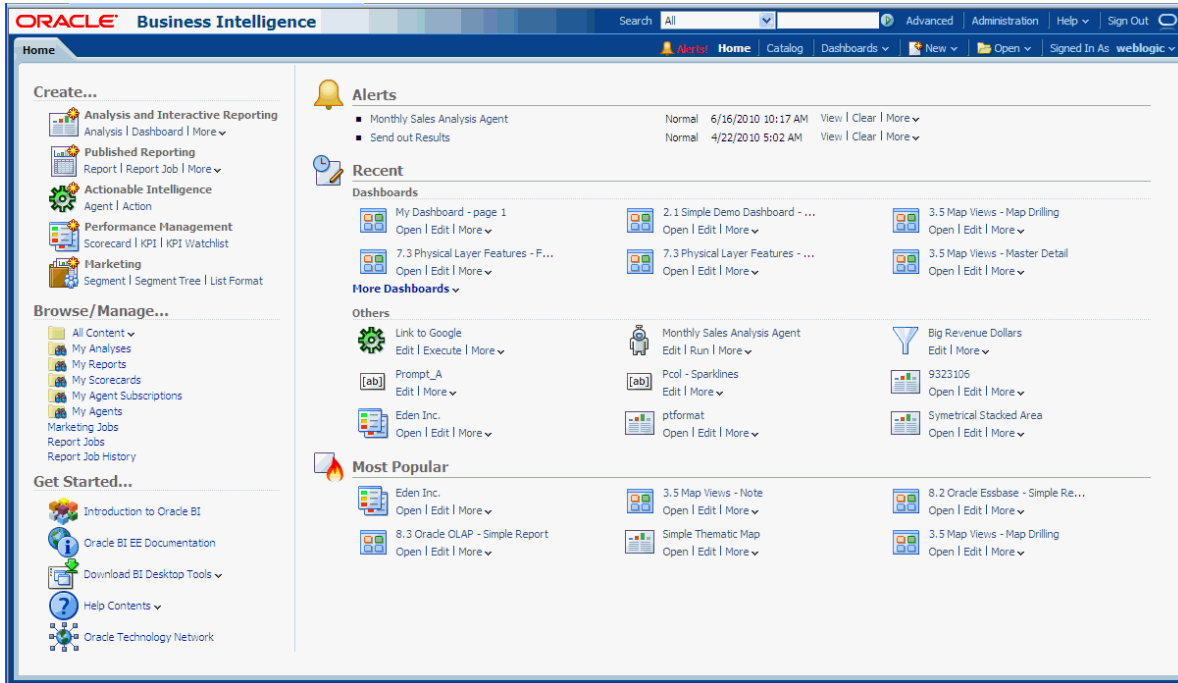 ORACLE Business Intelligence
Search All Advanced Administration Help Sign Out
Home
Alerts! Home Catalog Dashboards New Open Signed In As weblogic
Create...
Analysis and Interactive Reporting
Analysis | Dashboard | More
Published Reporting
Report | Report Job | More
Actionable Intelligence
Agent | Action
Performance Management
Scorecard | KPI | KPI Watchlist
Marketing
Segment | Segment Tree | List Format
Browse/Manage...
All Content
My Analyses
My Reports
My Scorecards
My Agent Subscriptions
My Agents
Marketing Jobs
Report Jobs
Report Job History
Get Started...
Introduction to Oracle BI
Oracle BI EE Documentation
Download BI Desktop Tools
Help Contents
Oracle Technology Network
Alerts
Monthly Sales Analysis Agent Normal 6/16/2010 10:17 AM View | Clear | More
Send out Results Normal 4/22/2010 5:02 AM View | Clear | More
Recent
Dashboards
My Dashboard - page 1 2.1 Simple Demo Dashboard - ... 3.5 Map Views - Map Drilling
Open | Edit | More Open | Edit | More Open | Edit | More
7.3 Physical Layer Features - F... 7.3 Physical Layer Features - ... 3.5 Map Views - Master Detail
Open | Edit | More Open | Edit | More Open | Edit | More
More Dashboards
Others
Link to Google Monthly Sales Analysis Agent Big Revenue Dollars
Edit | Execute | More Edit | Run | More Edit | More
[ab] Prompt_A [ab] Pcol - Sparklines 9323106
Edit | More Edit | More Open | Edit | More
Eden Inc. ptformat Symetrical Stacked Area
Open | Edit | More Open | Edit | More Open | Edit | More
Most Popular
Eden Inc. 3.5 Map Views - Note 8.2 Oracle Essbase - Simple Re...
Open | Edit | More Open | Edit | More Open | Edit | More
8.3 Oracle OLAP - Simple Report Simple Thematic Map 3.5 Map Views - Map Drilling
Open | Edit | More Open | Edit | More Open | Edit | More